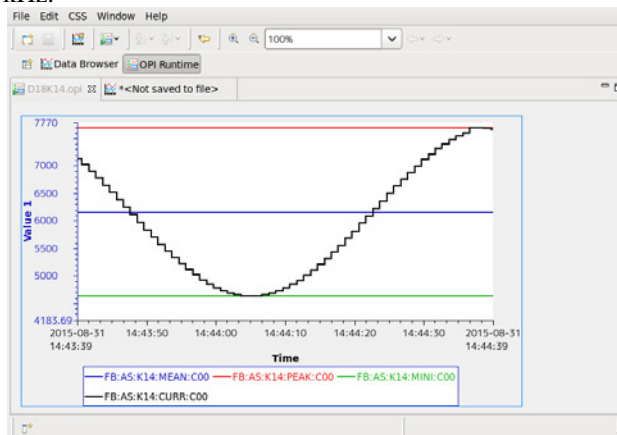 kHz.
File Edit CSS Window Help
100%
Data Browser OPI Runtime
D18K14.opi *<Not saved to file>
7770
7000
6500
6000
5500
5000
4183.69
Value 1
2015-08-31 14:43:50 14:44:00 14:44:10 14:44:20 14:44:30 2015-08-31
14:43:39 14:44:39
Time
FB:AS:K14:MEAN:C00 FB:AS:K14:PEAK:C00 FB:AS:K14:MINI:C00
FB:AS:K14:CURR:C00